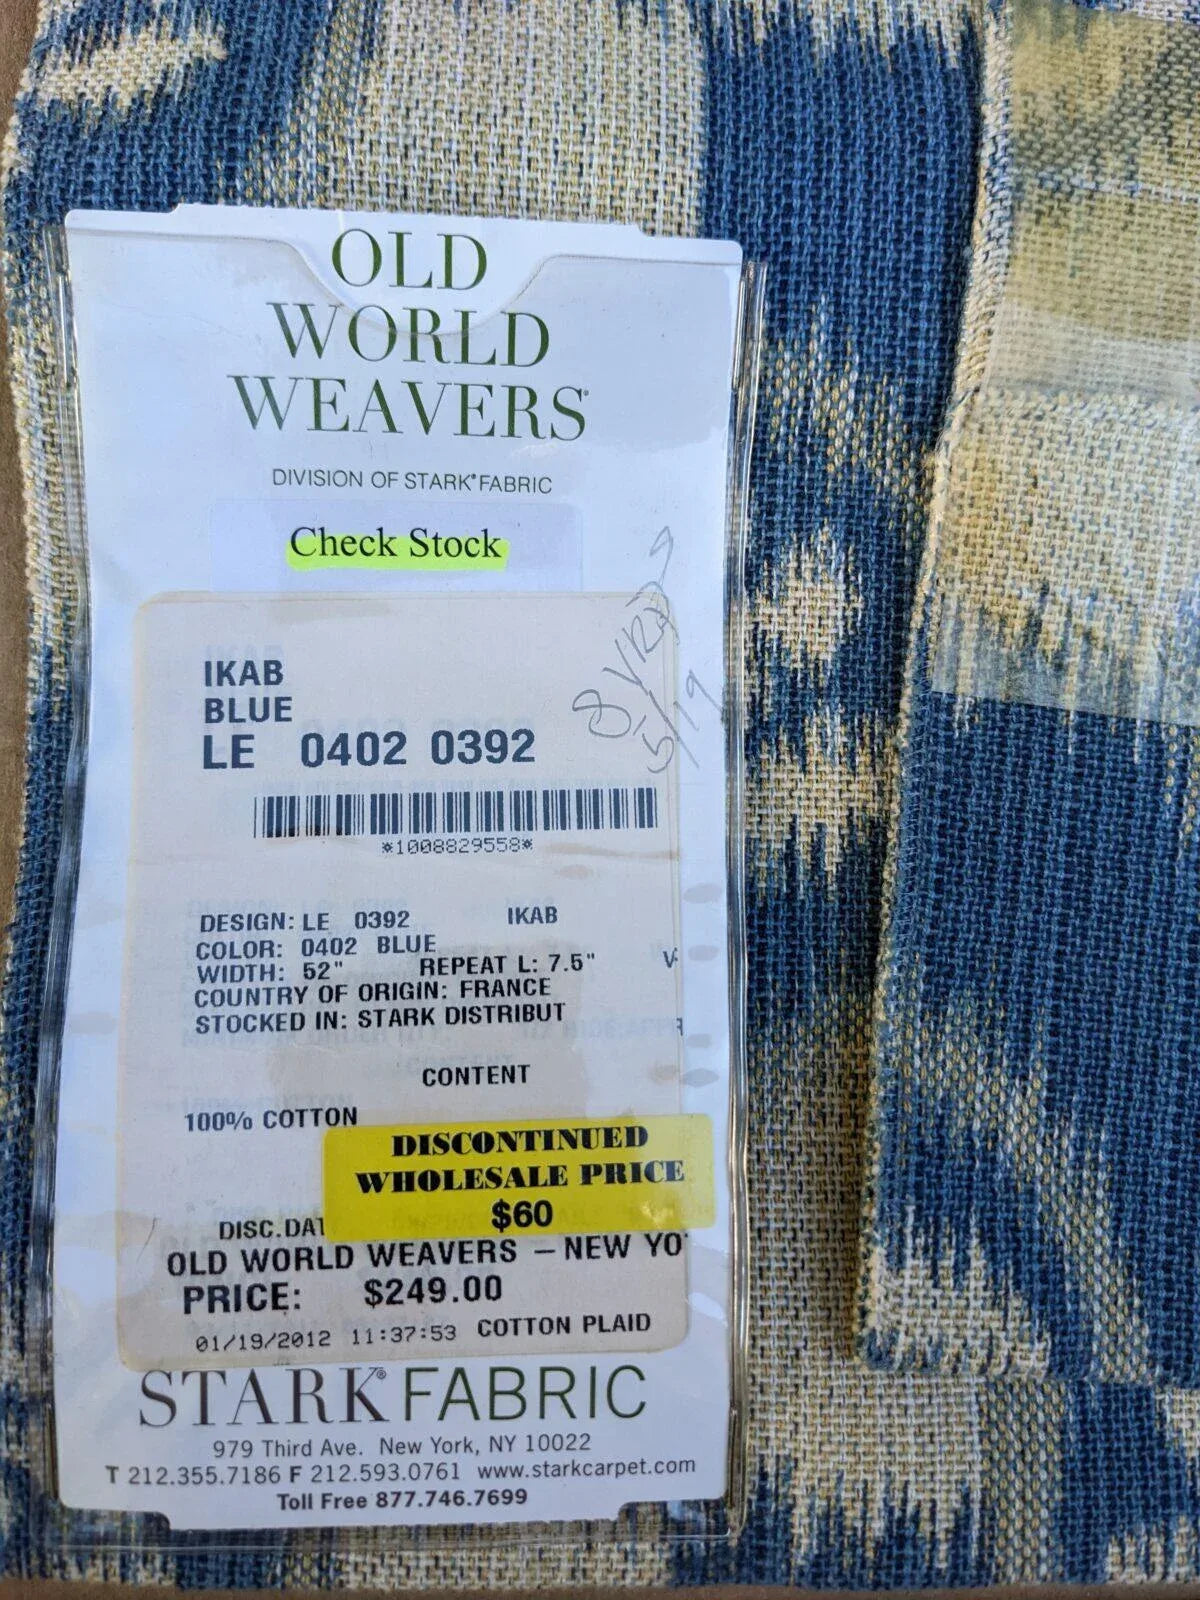 OLD
WORLD
WEAVERS
DIVISION OF STARK® FABRIC
Check Stock
8 YRDS
5/19
IKAB
BLUE
LE 0402 0392
*1008829558*
DESIGN: LE 0392 IKAB
COLOR: 0402 BLUE
WIDTH: 52" REPEAT L: 7.5" V:
COUNTRY OF ORIGIN: FRANCE
STOCKED IN: STARK DISTRIBUT
CONTENT
100% COTTON
DISCONTINUED
WHOLESALE PRICE
$60
DISC.DAT
OLD WORLD WEAVERS – NEW YO
PRICE: $249.00
01/19/2012 11:37:53 COTTON PLAID
STARK® FABRIC
979 Third Ave. New York, NY 10022
T 212.355.7186 F 212.593.0761 www.starkcarpet.com
Toll Free 877.746.7699